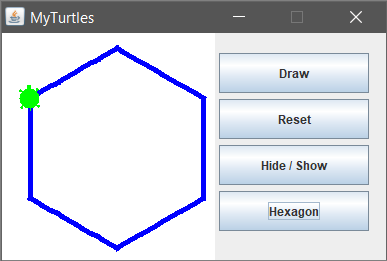 MyTurtles
Draw
Reset
Hide / Show
Hexagon